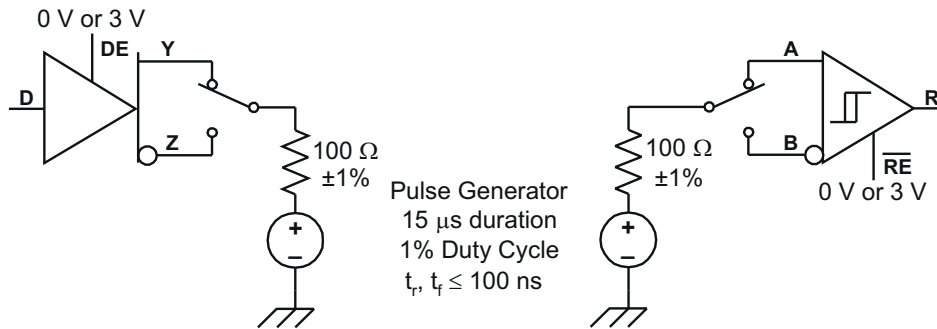 0 V or 3 V
DE
Y
D
Z
100 Ω
±1%
+
–
Pulse Generator
15 μs duration
1% Duty Cycle
tr, tf ≤ 100 ns
A
R
B
RE
0 V or 3 V
100 Ω
±1%
+
–